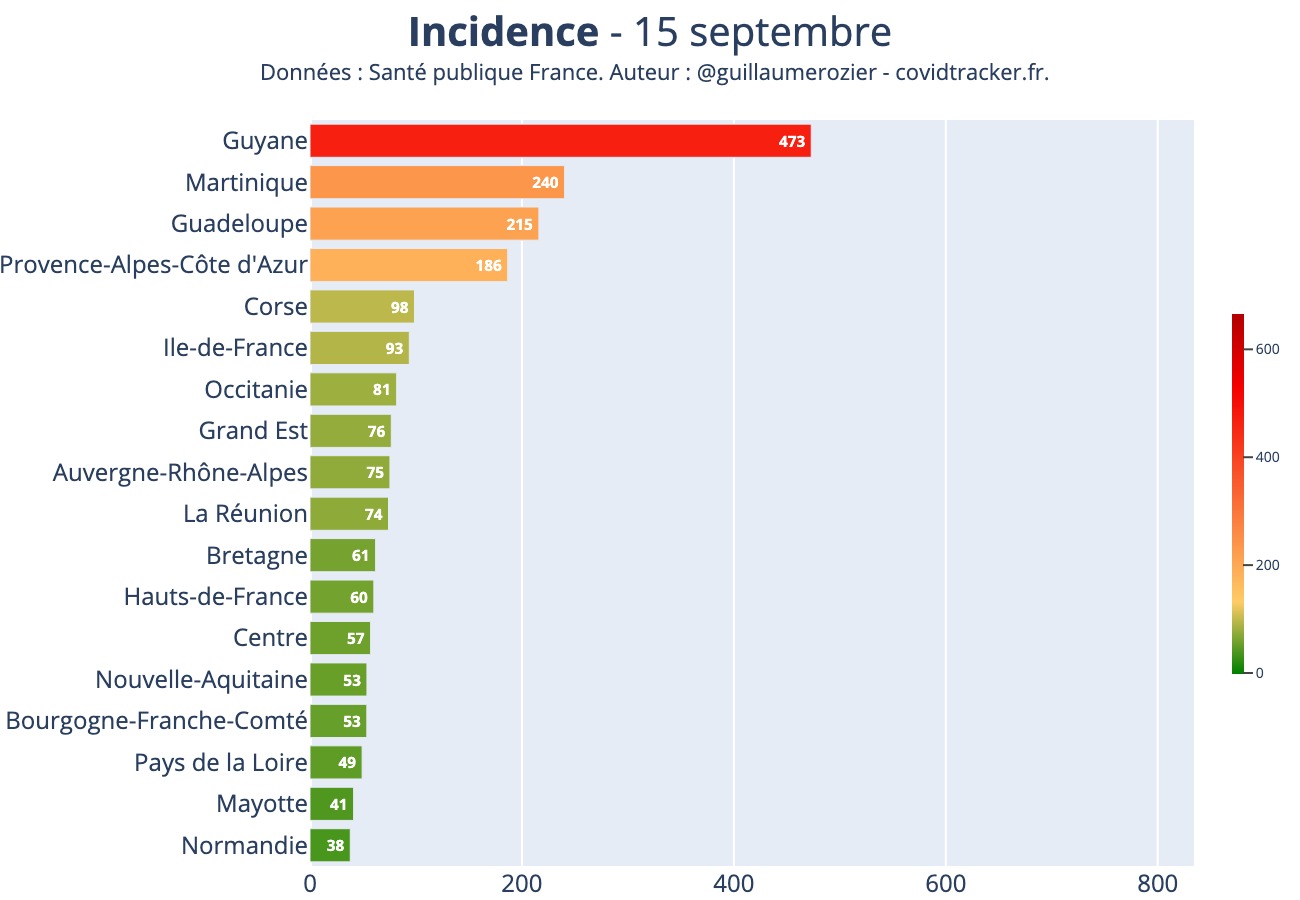 Incidence - 15 septembre
Données : Santé publique France. Auteur : @guillaumerozier - covidtracker.fr.
Guyane 473
Martinique 240
Guadeloupe 215
Provence-Alpes-Côte d'Azur 186
Corse 98
Ile-de-France 93
Occitanie 81
Grand Est 76
Auvergne-Rhône-Alpes 75
La Réunion 74
Bretagne 61
Hauts-de-France 60
Centre 57
Nouvelle-Aquitaine 53
Bourgogne-Franche-Comté 53
Pays de la Loire 49
Mayotte 41
Normandie 38
0 200 400 600 800
600
400
200
0